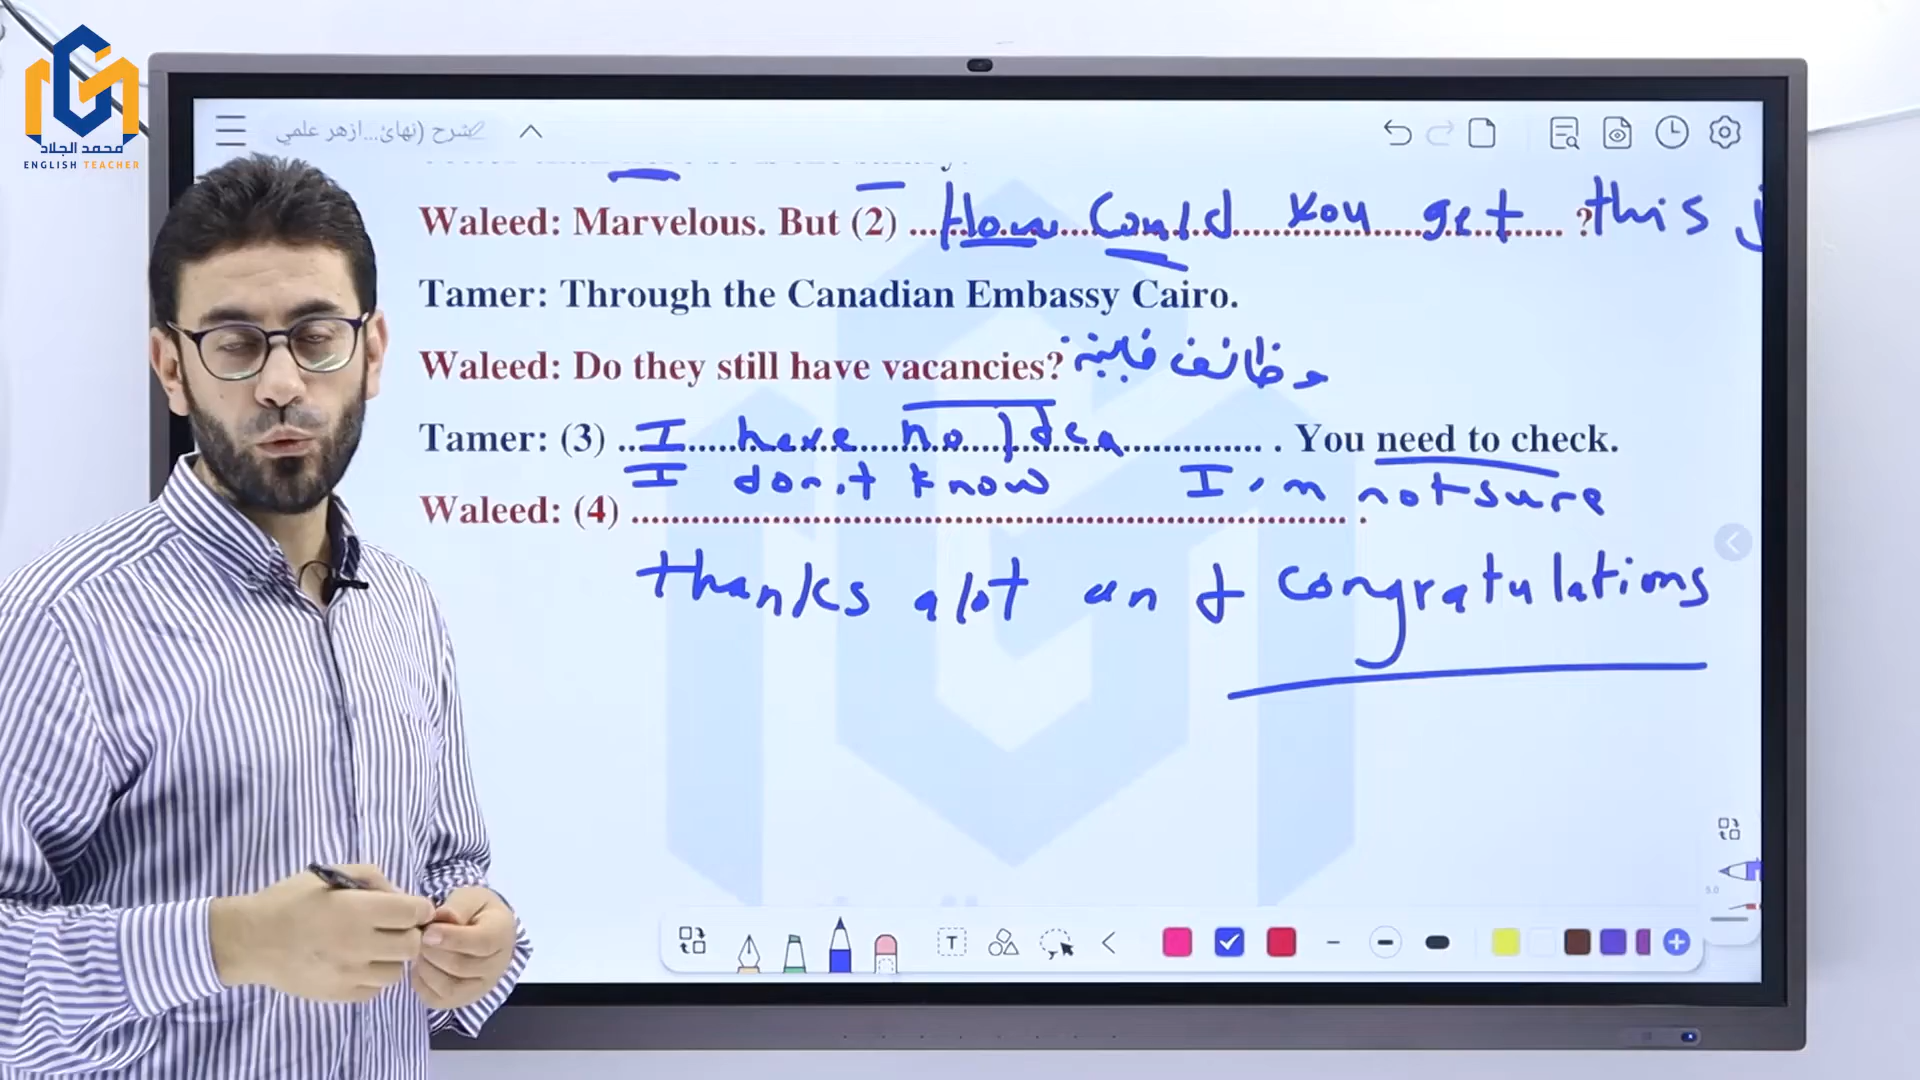 محمد الجلاد
ENGLISH TEACHER
شرح (نهائ...ازهر علمي
Waleed: Marvelous. But (2) ............ How could you get ............ ? this j
Tamer: Through the Canadian Embassy Cairo.
Waleed: Do they still have vacancies? وظائف
Tamer: (3) ... I have no idea ............ . You need to check.
I don't know I'm not sure
Waleed: (4) ........................................................................ .
thanks alot and congratulations
5.0
T